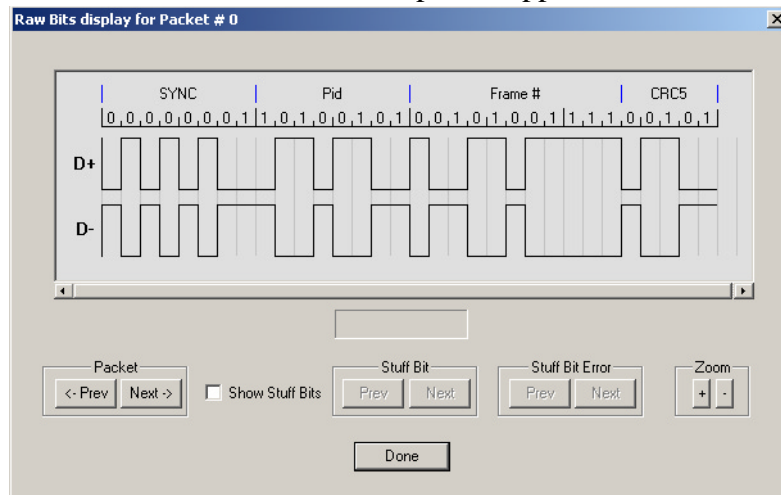 Raw Bits display for Packet # 0
SYNC Pid Frame # CRC5
0 0 0 0 0 0 0 1 1 0 1 0 0 1 0 1 0 0 1 0 1 0 0 1 1 1 1 0 0 1 0 1
D+
D-
Packet Stuff Bit Stuff Bit Error Zoom
<- Prev Next -> Show Stuff Bits Prev Next Prev Next + -
Done